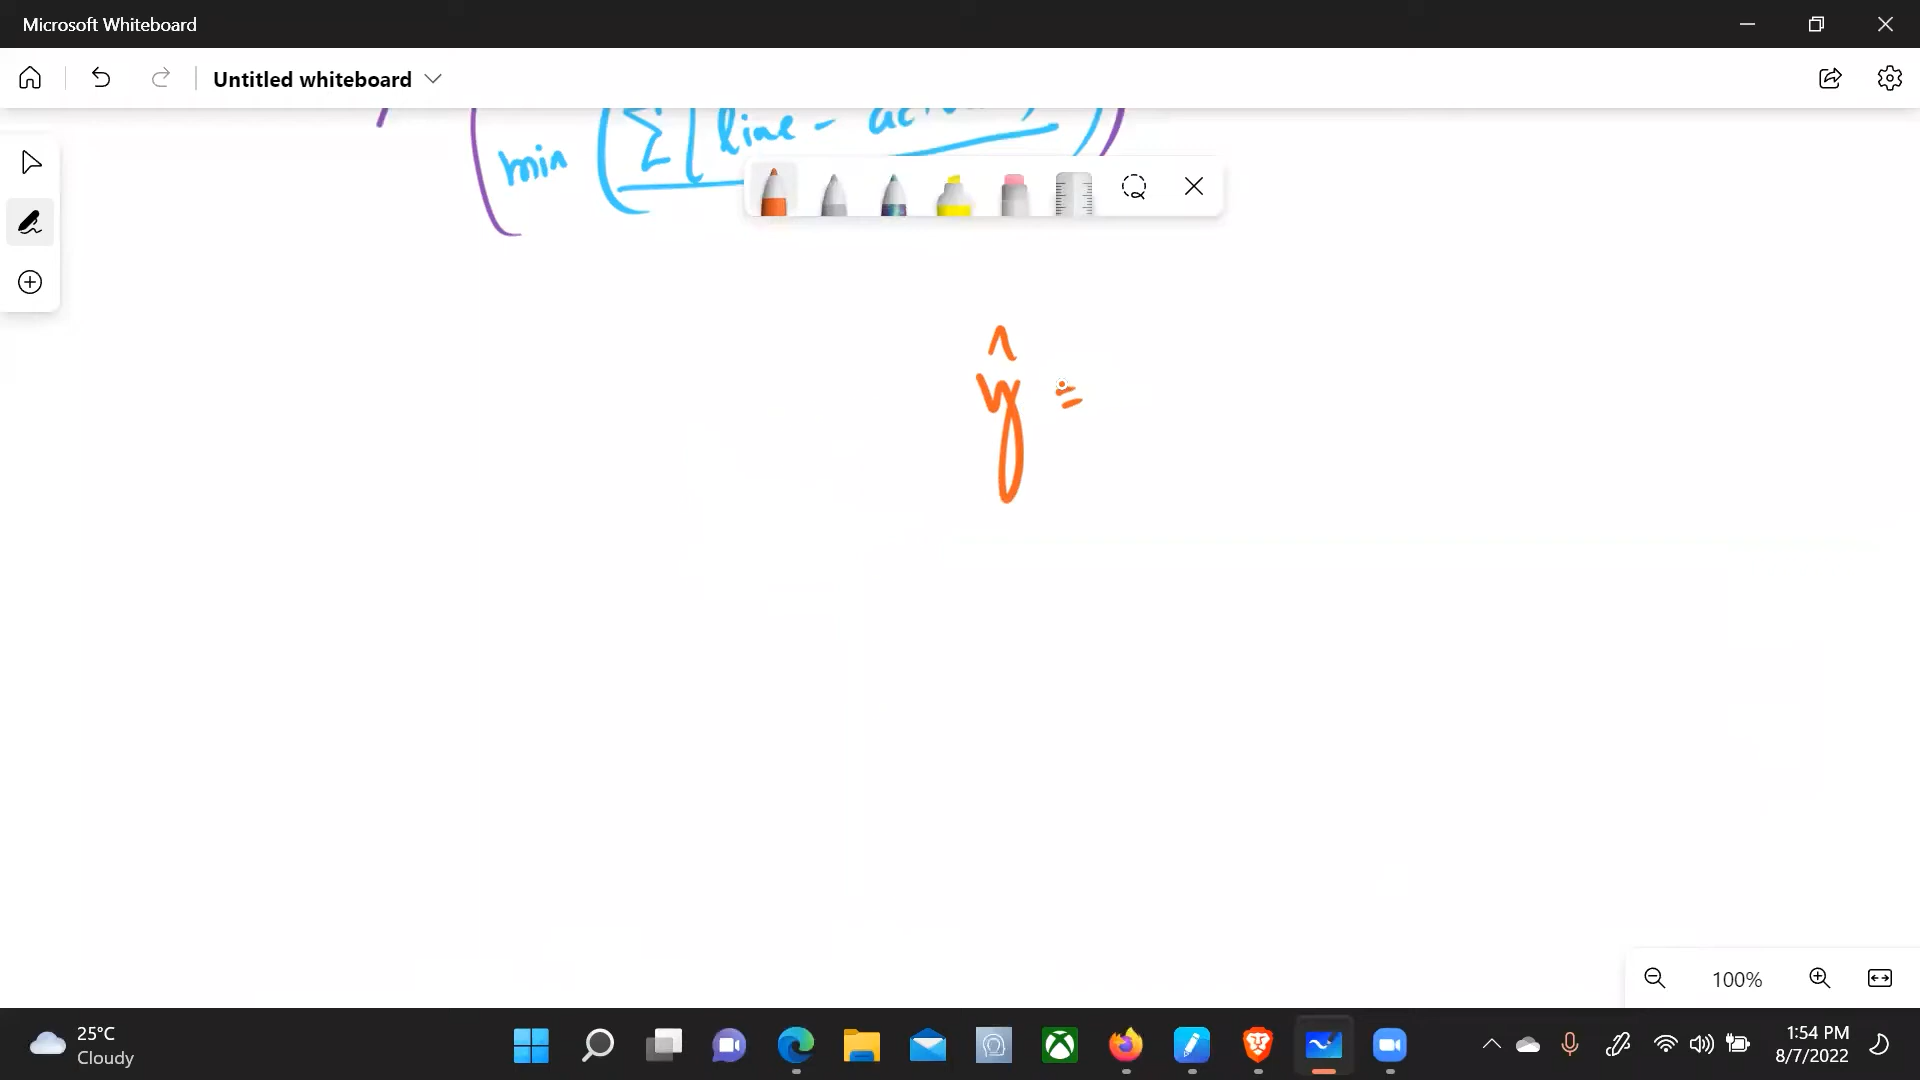 Microsoft Whiteboard
Untitled whiteboard
min ( Σ ( line -
ŷ =
100%
25°C
Cloudy
1:54 PM
8/7/2022